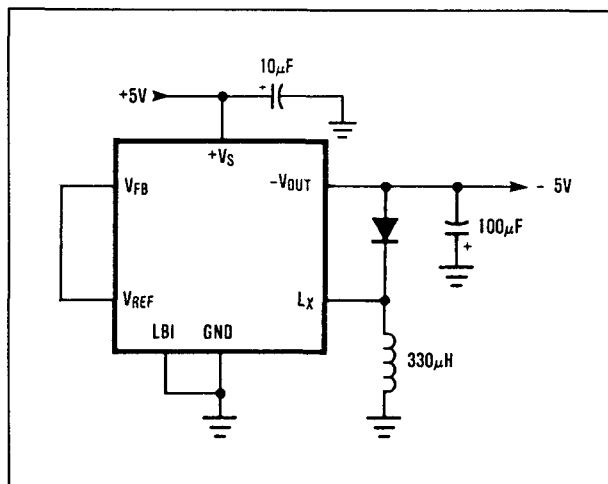 10µF
+5V
+
+VS
VFB
-VOUT
- 5V
100µF
+
VREF
LX
LBI GND
330µH